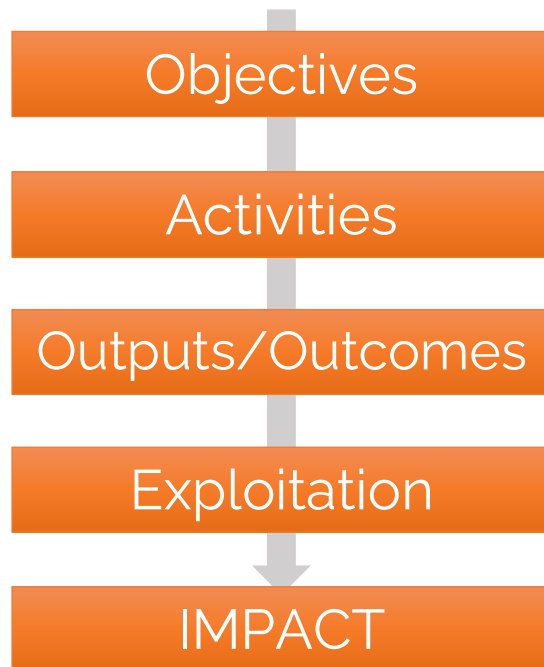 Objectives
Activities
Outputs/Outcomes
Exploitation
IMPACT